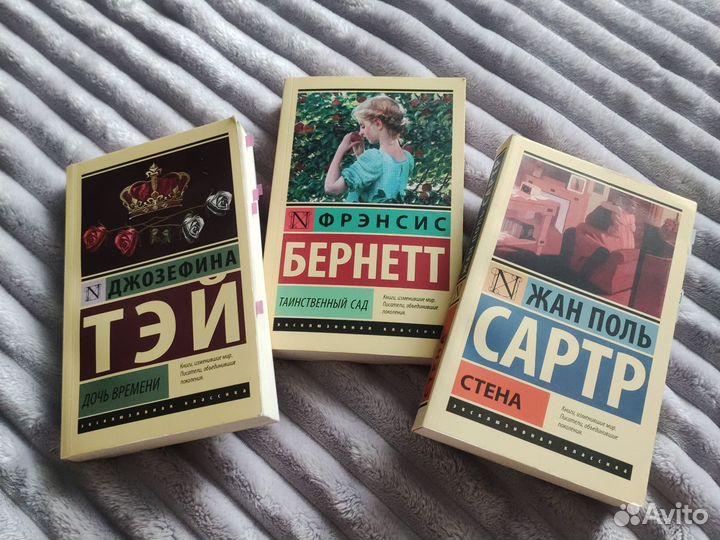 N
ДЖОЗЕФИНА
ТЭЙ
ДОЧЬ ВРЕМЕНИ
Книги, изменившие мир.
Писатели, объединившие
поколения.
ЭКСКЛЮЗИВНАЯ КЛАССИКА
N
ФРЭНСИС
БЕРНЕТТ
ТАИНСТВЕННЫЙ САД
Книги, изменившие мир.
Писатели, объединившие
поколения.
ЭКСКЛЮЗИВНАЯ КЛАССИКА
N
ЖАН ПОЛЬ
САРТР
СТЕНА
Книги, изменившие мир.
Писатели, объединившие
поколения.
ЭКСКЛЮЗИВНАЯ КЛАССИКА
Avito